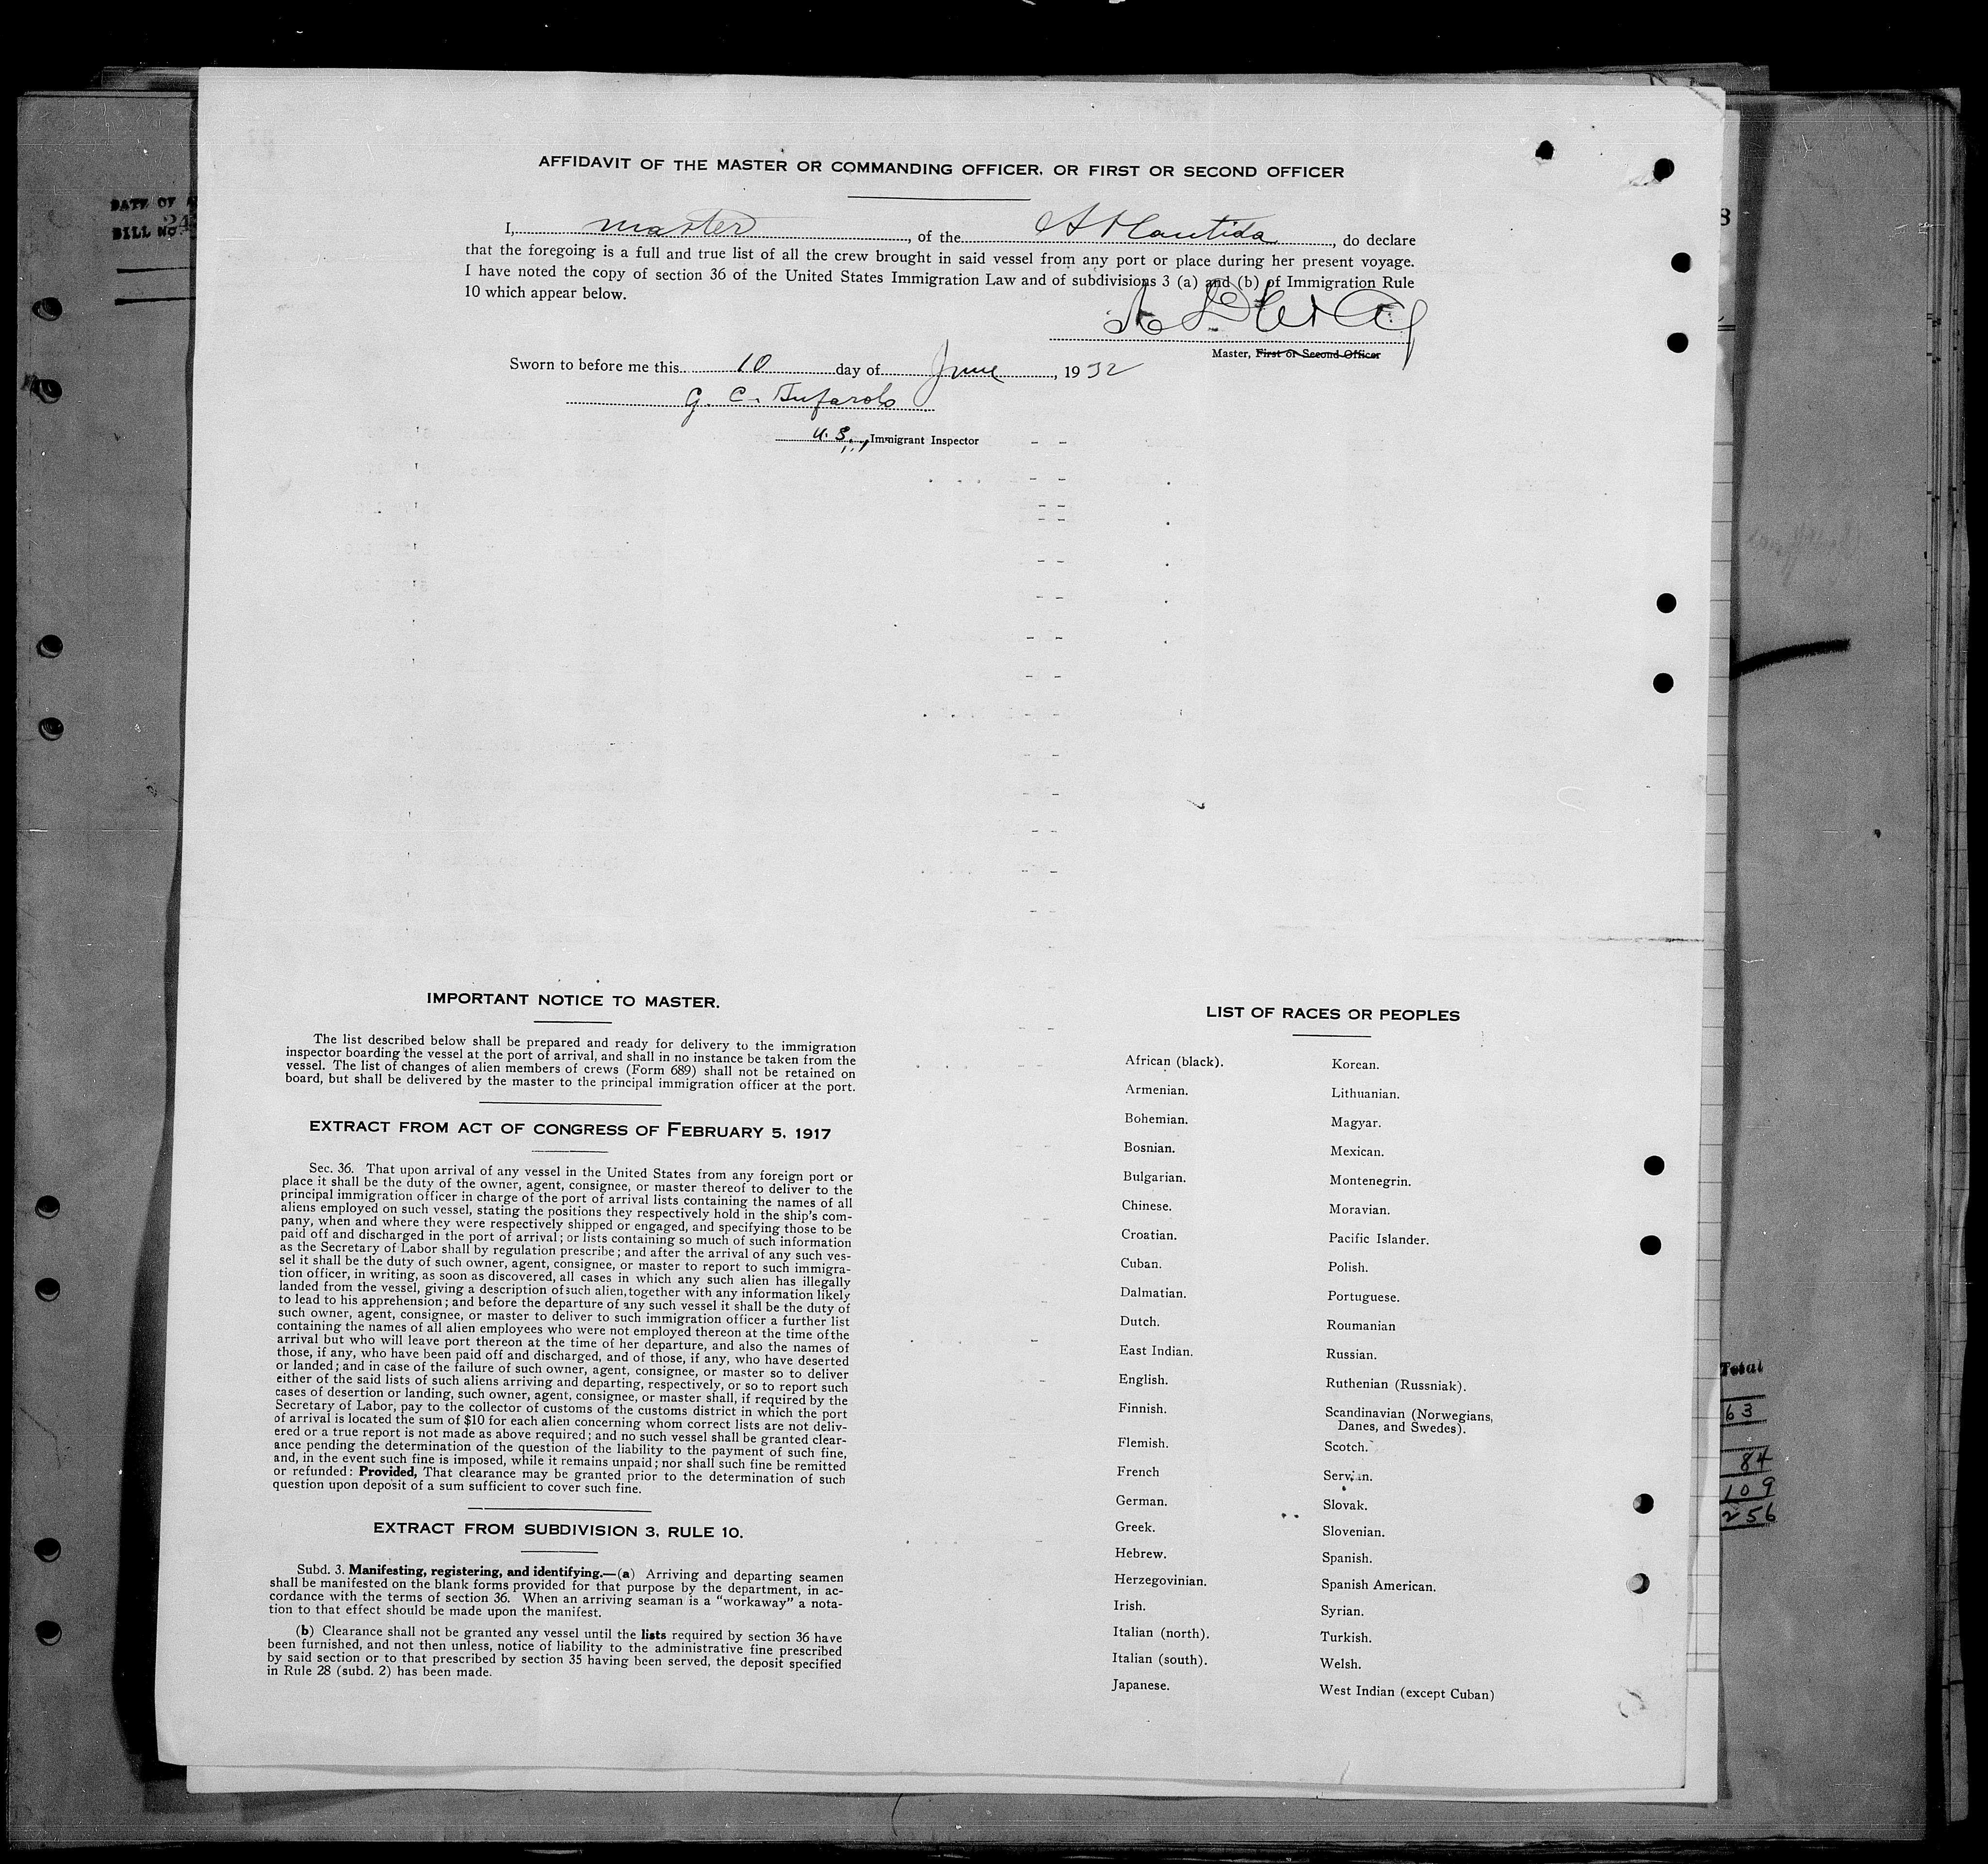 DATE OF
BILL No.
AFFIDAVIT OF THE MASTER OR COMMANDING OFFICER, OR FIRST OR SECOND OFFICER
I, master, of the Atlantida, do declare
that the foregoing is a full and true list of all the crew brought in said vessel from any port or place during her present voyage.
I have noted the copy of section 36 of the United States Immigration Law and of subdivisions 3 (a) and (b) of Immigration Rule
10 which appear below.
Master, First or Second Officer
Sworn to before me this 10 day of June, 1932
G. C. Tufarolo
U.S., Immigrant Inspector
IMPORTANT NOTICE TO MASTER.
The list described below shall be prepared and ready for delivery to the immigration
inspector boarding the vessel at the port of arrival, and shall in no instance be taken from the
vessel. The list of changes of alien members of crews (Form 689) shall not be retained on
board, but shall be delivered by the master to the principal immigration officer at the port.
EXTRACT FROM ACT OF CONGRESS OF FEBRUARY 5, 1917
Sec. 36. That upon arrival of any vessel in the United States from any foreign port or
place it shall be the duty of the owner, agent, consignee, or master thereof to deliver to the
principal immigration officer in charge of the port of arrival lists containing the names of all
aliens employed on such vessel, stating the positions they respectively hold in the ship's com-
pany, when and where they were respectively shipped or engaged, and specifying those to be
paid off and discharged in the port of arrival; or lists containing so much of such information
as the Secretary of Labor shall by regulation prescribe; and after the arrival of any such ves-
sel it shall be the duty of such owner, agent, consignee, or master to report to such immigra-
tion officer, in writing, as soon as discovered, all cases in which any such alien has illegally
landed from the vessel, giving a description of such alien, together with any information likely
to lead to his apprehension; and before the departure of any such vessel it shall be the duty of
such owner, agent, consignee, or master to deliver to such immigration officer a further list
containing the names of all alien employees who were not employed thereon at the time of the
arrival but who will leave port thereon at the time of her departure, and also the names of
those, if any, who have been paid off and discharged, and of those, if any, who have deserted
or landed; and in case of the failure of such owner, agent, consignee, or master so to deliver
either of the said lists of such aliens arriving and departing, respectively, or so to report such
cases of desertion or landing, such owner, agent, consignee, or master shall, if required by the
Secretary of Labor, pay to the collector of customs of the customs district in which the port
of arrival is located the sum of $10 for each alien concerning whom correct lists are not deliv-
ered or a true report is not made as above required; and no such vessel shall be granted clear-
ance pending the determination of the question of the liability to the payment of such fine,
and, in the event such fine is imposed, while it remains unpaid; nor shall such fine be remitted
or refunded: Provided, That clearance may be granted prior to the determination of such
question upon deposit of a sum sufficient to cover such fine.
EXTRACT FROM SUBDIVISION 3, RULE 10.
Subd. 3. Manifesting, registering, and identifying.—(a) Arriving and departing seamen
shall be manifested on the blank forms provided for that purpose by the department, in ac-
cordance with the terms of section 36. When an arriving seaman is a "workaway" a nota-
tion to that effect should be made upon the manifest.
(b) Clearance shall not be granted any vessel until the lists required by section 36 have
been furnished, and not then unless, notice of liability to the administrative fine prescribed
by said section or to that prescribed by section 35 having been served, the deposit specified
in Rule 28 (subd. 2) has been made.
LIST OF RACES OR PEOPLES
African (black).
Armenian.
Bohemian.
Bosnian.
Bulgarian.
Chinese.
Croatian.
Cuban.
Dalmatian.
Dutch.
East Indian.
English.
Finnish.
Flemish.
French
German.
Greek.
Hebrew.
Herzegovinian.
Irish.
Italian (north).
Italian (south).
Japanese.
Korean.
Lithuanian.
Magyar.
Mexican.
Montenegrin.
Moravian.
Pacific Islander.
Polish.
Portuguese.
Roumanian
Russian.
Ruthenian (Russniak).
Scandinavian (Norwegians,
Danes, and Swedes).
Scotch.
Servian.
Slovak.
Slovenian.
Spanish.
Spanish American.
Syrian.
Turkish.
Welsh.
West Indian (except Cuban)
8
Total
63
84
109
256